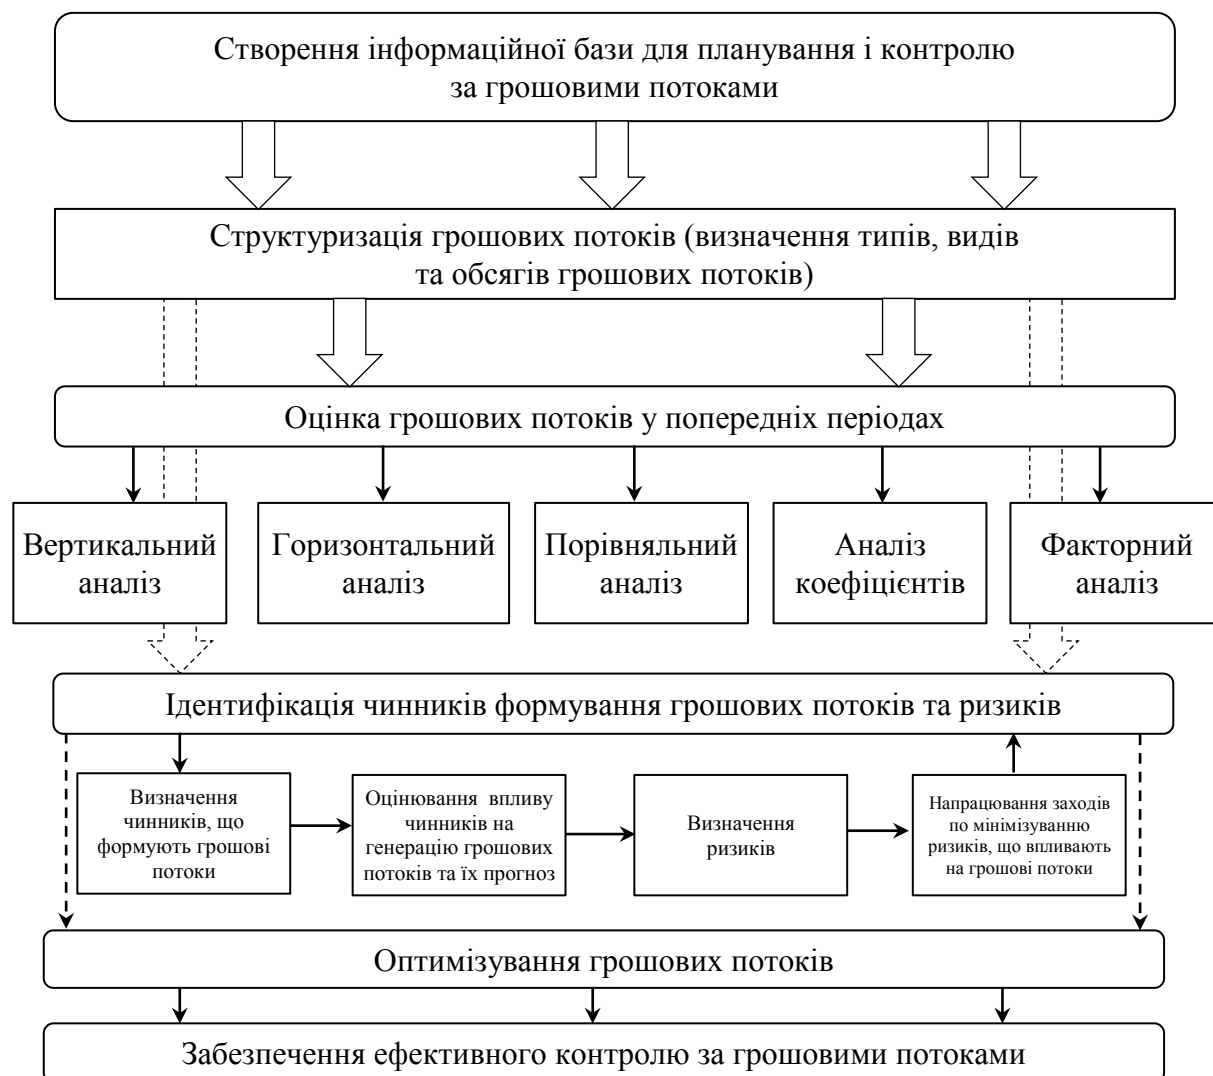 Створення інформаційної бази для планування і контролю
за грошовими потоками
Структуризація грошових потоків (визначення типів, видів
та обсягів грошових потоків)
Оцінка грошових потоків у попередніх періодах
Вертикальний
аналіз
Горизонтальний
аналіз
Порівняльний
аналіз
Аналіз
коефіцієнтів
Факторний
аналіз
Ідентифікація чинників формування грошових потоків та ризиків
Визначення
чинників, що
формують грошові
потоки
Оцінювання впливу
чинників на
генерацію грошових
потоків та їх прогноз
Визначення
ризиків
Напрацювання заходів
по мінімізуванню
ризиків, що впливають
на грошові потоки
Оптимізування грошових потоків
Забезпечення ефективного контролю за грошовими потоками